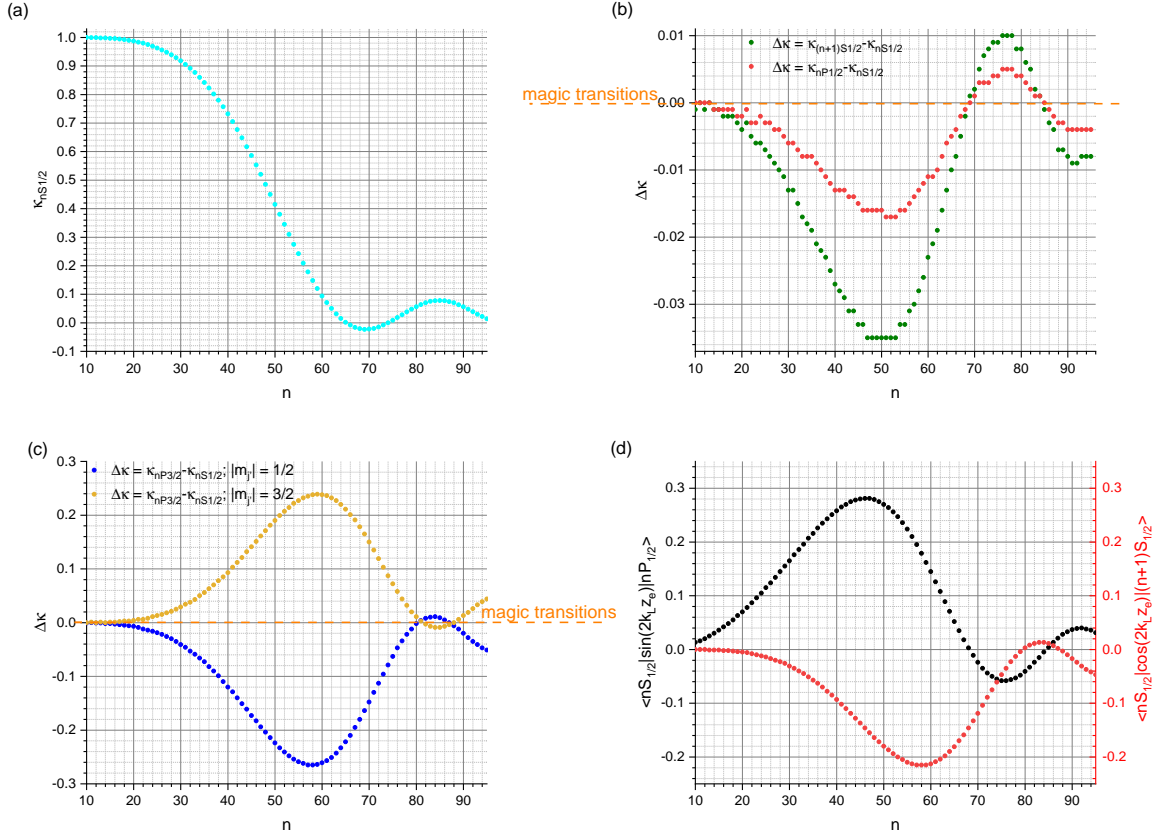 (a)
1.0
0.9
0.8
0.7
0.6
0.5
0.4
0.3
0.2
0.1
0.0
-0.1
κnS1/2
10 20 30 40 50 60 70 80 90
n
(b)
0.01
0.00
-0.01
-0.02
-0.03
Δκ
Δκ = κ(n+1)S1/2-κnS1/2
Δκ = κnP1/2-κnS1/2
magic transitions
10 20 30 40 50 60 70 80 90
n
(c)
0.3
0.2
0.1
0.0
-0.1
-0.2
-0.3
Δκ
Δκ = κnP3/2-κnS1/2; |mj'| = 1/2
Δκ = κnP3/2-κnS1/2; |mj'| = 3/2
magic transitions
10 20 30 40 50 60 70 80 90
n
(d)
0.3
0.2
0.1
0.0
-0.1
-0.2
<nS1/2|sin(2kLze)|nP1/2>
0.3
0.2
0.1
0.0
-0.1
-0.2
<nS1/2|cos(2kLze)|(n+1)S1/2>
10 20 30 40 50 60 70 80 90
n